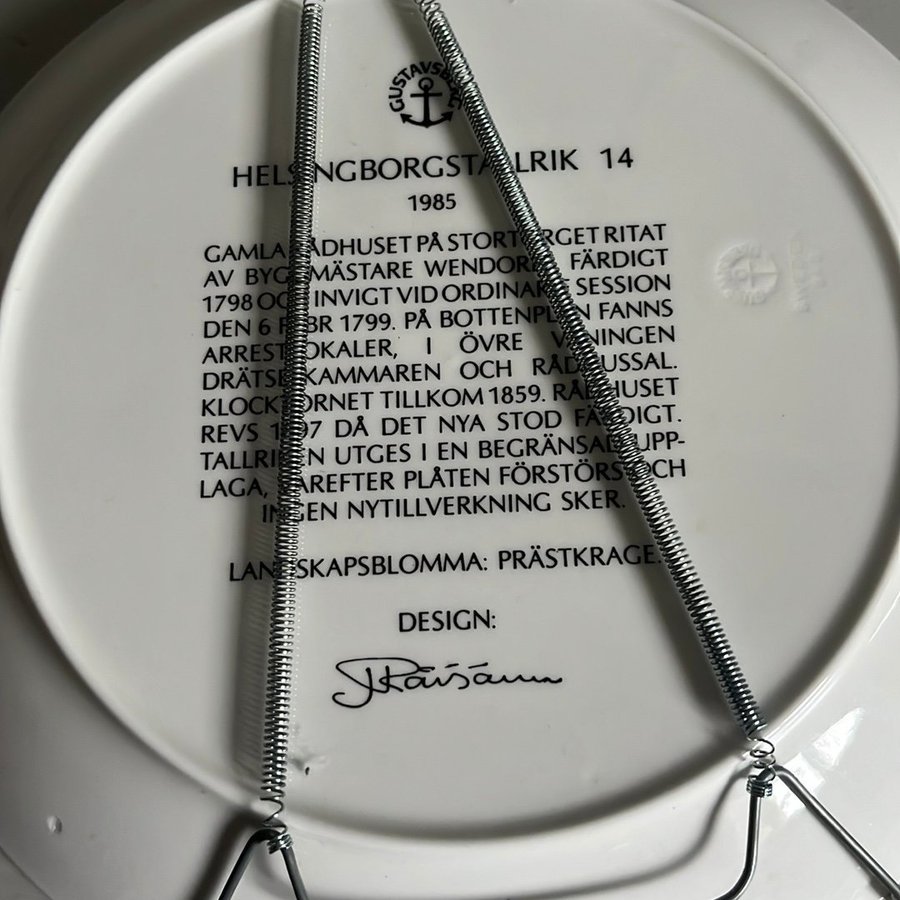 GUSTAVSBERG
HELSINGBORGSTALLRIK 14
1985
GAMLA RÅDHUSET PÅ STORTORGET RITAT
AV BYGGMÄSTARE FÄRDIGT
1798 OCH INVIGT VID ORDINARIE SESSION
DEN 6 FEBR 1799. PÅ BOTTENPLAN FANNS
ARRESTLOKALER, I ÖVRE VÅNINGEN
DRÄTSELKAMMAREN OCH RÅDHUSSAL.
KLOCKTORNET TILLKOM 1859. RÅDHUSET
REVS 1897 DÅ DET NYA STOD FÄRDIGT.
TALLRIKEN UTGES I EN BEGRÄNSAD UPP-
LAGA, VAREFTER PLÅTEN FÖRSTÖRS OCH
INGEN NYTILLVERKNING SKER.
LANDSKAPSBLOMMA: PRÄSTKRAGE.
DESIGN: